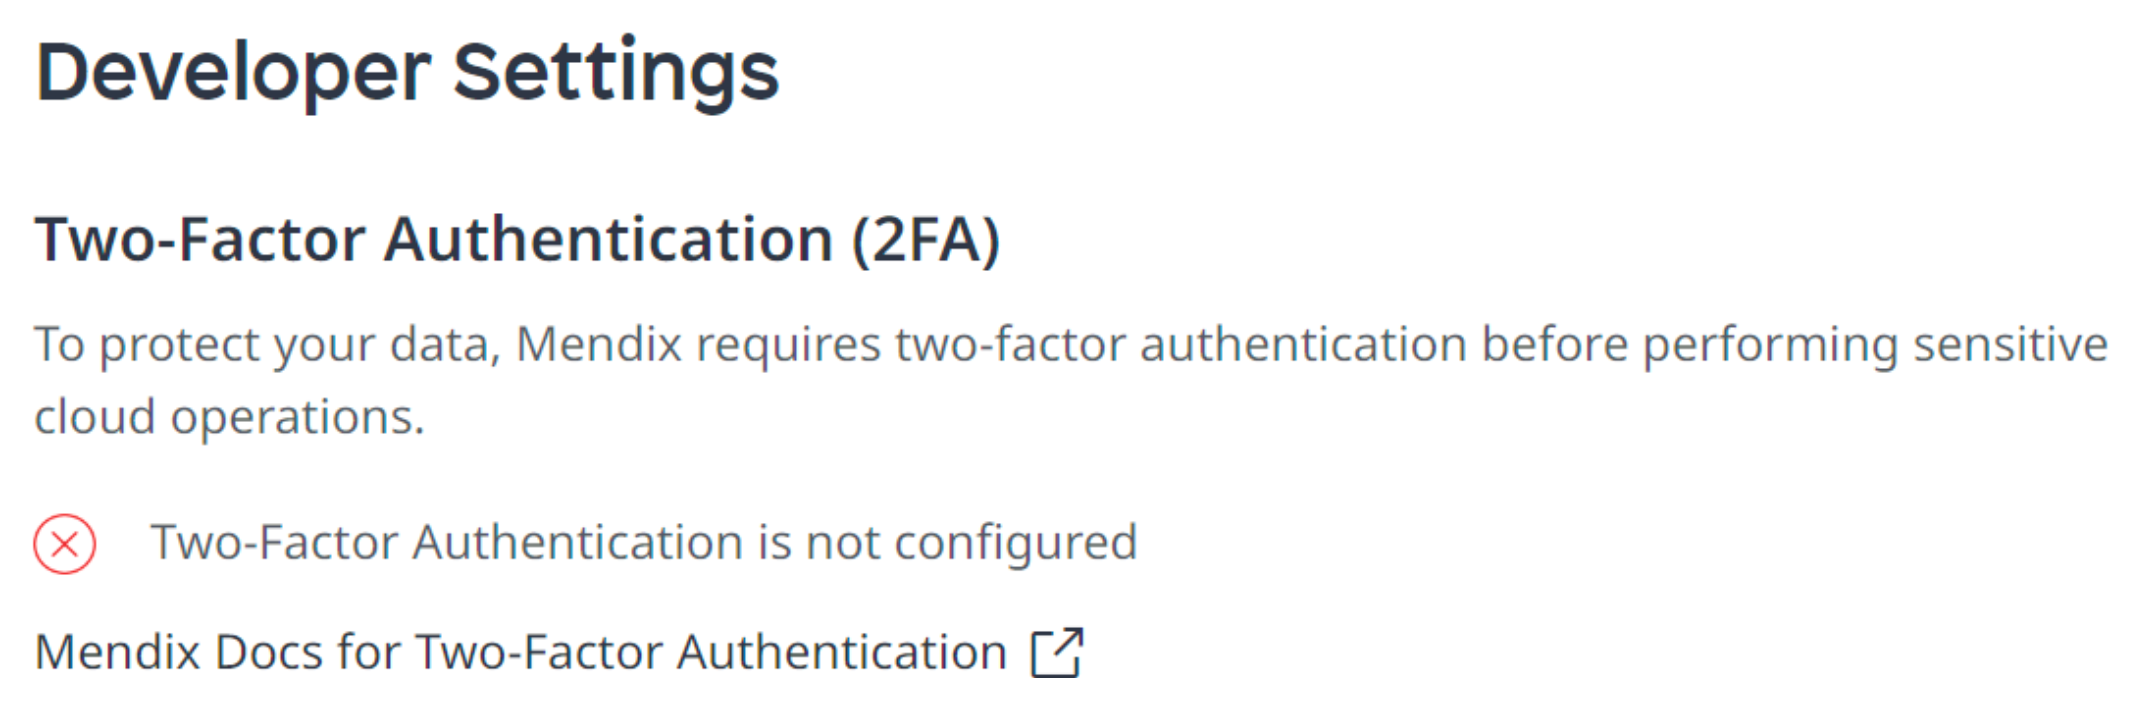 Developer Settings
Two-Factor Authentication (2FA)
To protect your data, Mendix requires two-factor authentication before performing sensitive
cloud operations.
Two-Factor Authentication is not configured
Mendix Docs for Two-Factor Authentication